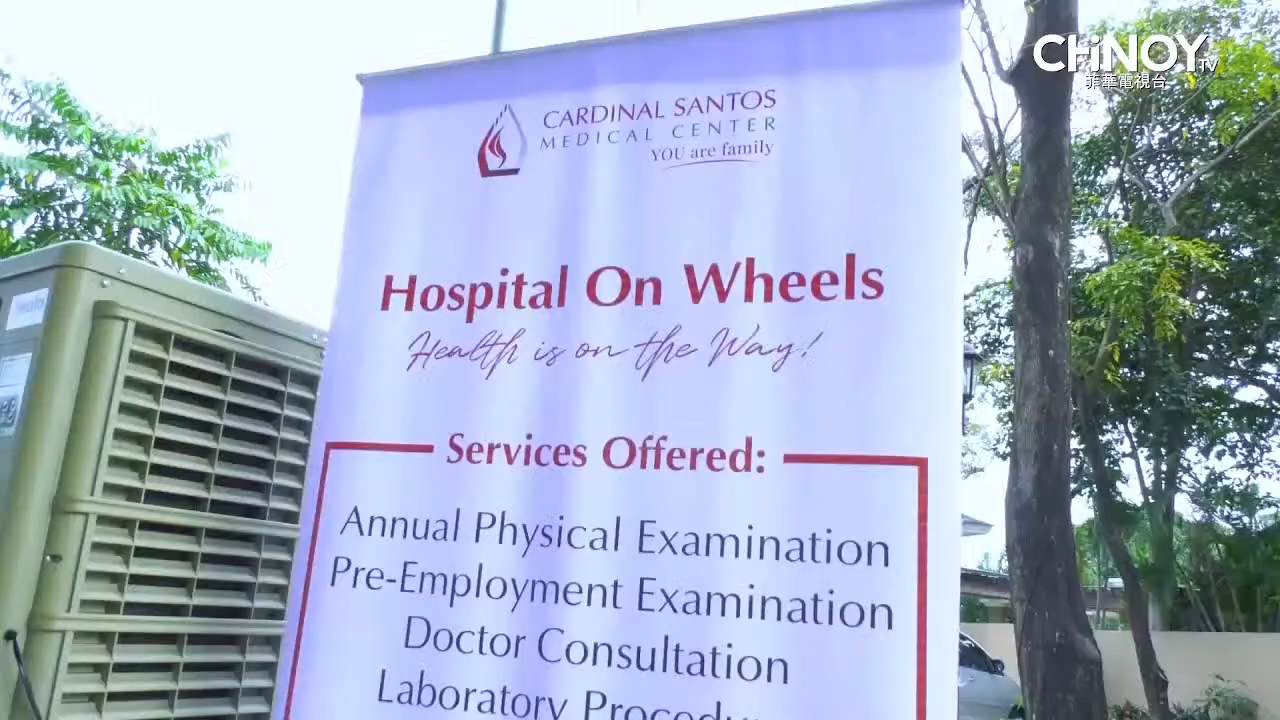 CHiNOY TV
菲華電視台
CARDINAL SANTOS
MEDICAL CENTER
YOU are family
Hospital On Wheels
Health is on the Way!
Services Offered:
Annual Physical Examination
Pre-Employment Examination
Doctor Consultation
Laboratory